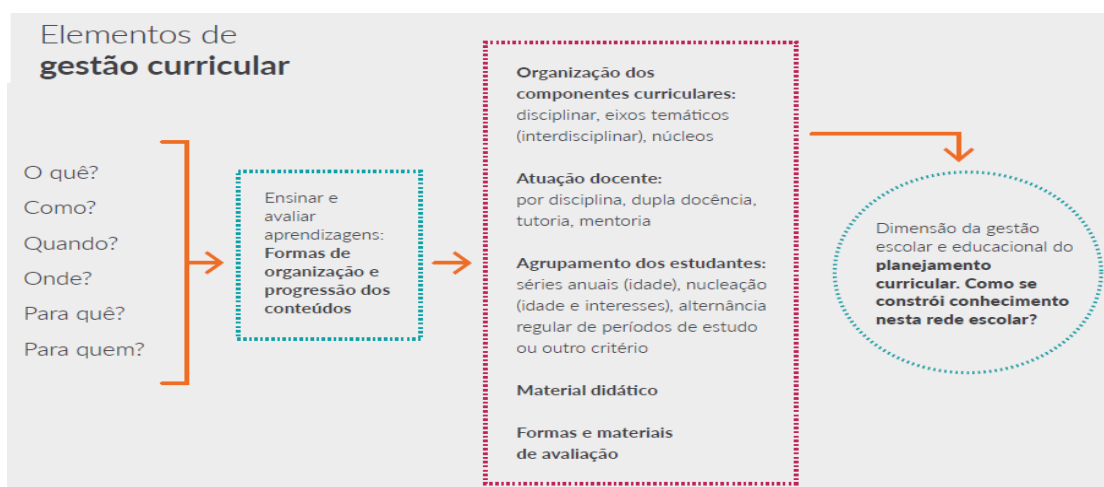 Elementos de
gestão curricular
O quê?
Como?
Quando?
Onde?
Para quê?
Para quem?
Ensinar e
avaliar
aprendizagens:
Formas de
organização e
progressão dos
conteúdos
Organização dos
componentes curriculares:
disciplinar, eixos temáticos
(interdisciplinar), núcleos
Atuação docente:
por disciplina, dupla docência,
tutoria, mentoria
Agrupamento dos estudantes:
séries anuais (idade), nucleação
(idade e interesses), alternância
regular de períodos de estudo
ou outro critério
Material didático
Formas e materiais
de avaliação
Dimensão da gestão
escolar e educacional do
planejamento
curricular. Como se
constrói conhecimento
nesta rede escolar?